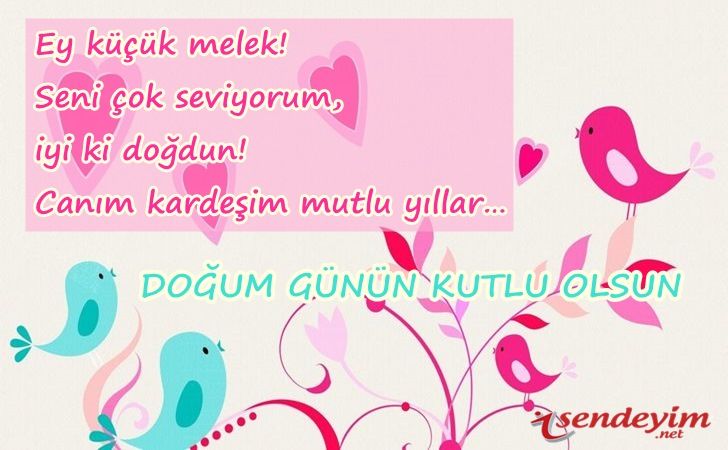 Ey küçük melek!
Seni çok seviyorum,
iyi ki doğdun!
Canım kardeşim mutlu yıllar...
DOĞUM GÜNÜN KUTLU OLSUN
sendeyim
.net